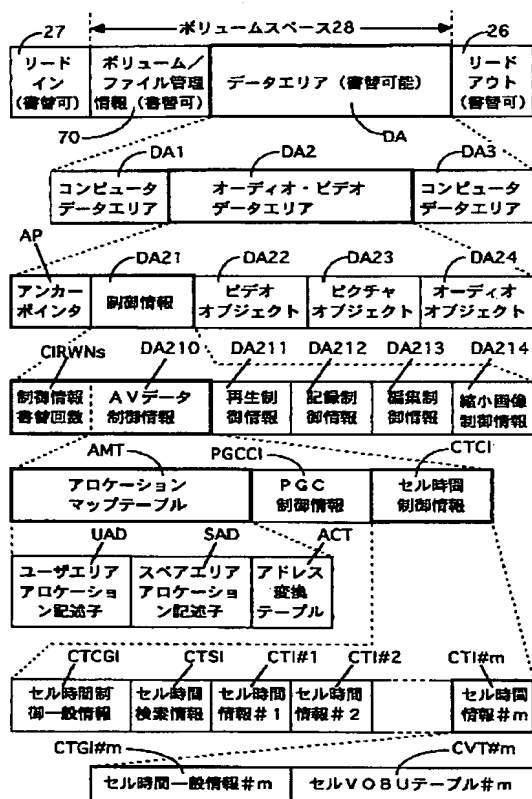 27
ボリュームスペース28
26
リード
イン
(書替可)
ボリューム/
ファイル管理
情報(書替可)
データエリア(書替可能)
リード
アウト
(書替可)
70
DA
DA1
DA2
DA3
コンピュータ
データエリア
オーディオ・ビデオ
データエリア
コンピュータ
データエリア
AP
DA21
DA22
DA23
DA24
アンカー
ポインタ
制御情報
ビデオ
オブジェクト
ピクチャ
オブジェクト
オーディオ
オブジェクト
CIRWNs
DA210
DA211
DA212
DA213
DA214
制御情報
書替回数
AVデータ
制御情報
再生制
御情報
記録制
御情報
編集制
御情報
縮小画像
制御情報
AMT
PGCCI
CTCI
アロケーション
マップテーブル
PGC
制御情報
セル時間
制御情報
UAD
SAD
ACT
ユーザエリア
アロケーショ
ン記述子
スペアエリア
アロケーショ
ン記述子
アドレス
変換
テーブル
CTCGI
CTSI
CTI#1
CTI#2
CTI#m
セル時間制
御一般情報
セル時間
検索情報
セル時間
情報#1
セル時間
情報#2
セル時間
情報#m
CTGI#m
CVT#m
セル時間一般情報#m
セルVOBUテーブル#m